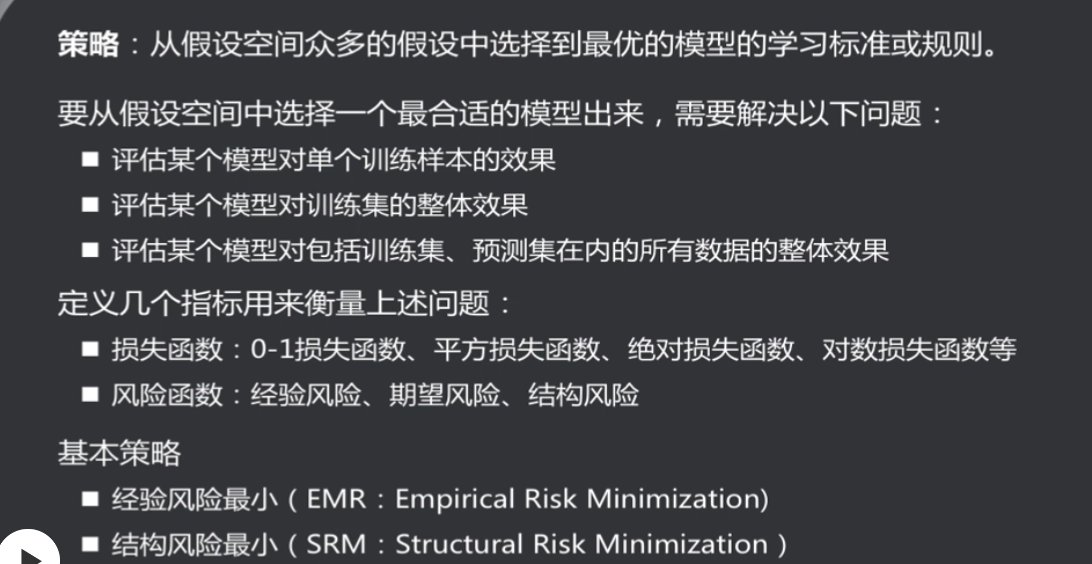 策略：从假设空间众多的假设中选择到最优的模型的学习标准或规则。
要从假设空间中选择一个最合适的模型出来，需要解决以下问题：
■ 评估某个模型对单个训练样本的效果
■ 评估某个模型对训练集的整体效果
■ 评估某个模型对包括训练集、预测集在内的所有数据的整体效果
定义几个指标用来衡量上述问题：
■ 损失函数：0-1损失函数、平方损失函数、绝对损失函数、对数损失函数等
■ 风险函数：经验风险、期望风险、结构风险
基本策略
■ 经验风险最小（EMR：Empirical Risk Minimization)
■ 结构风险最小（SRM：Structural Risk Minimization）